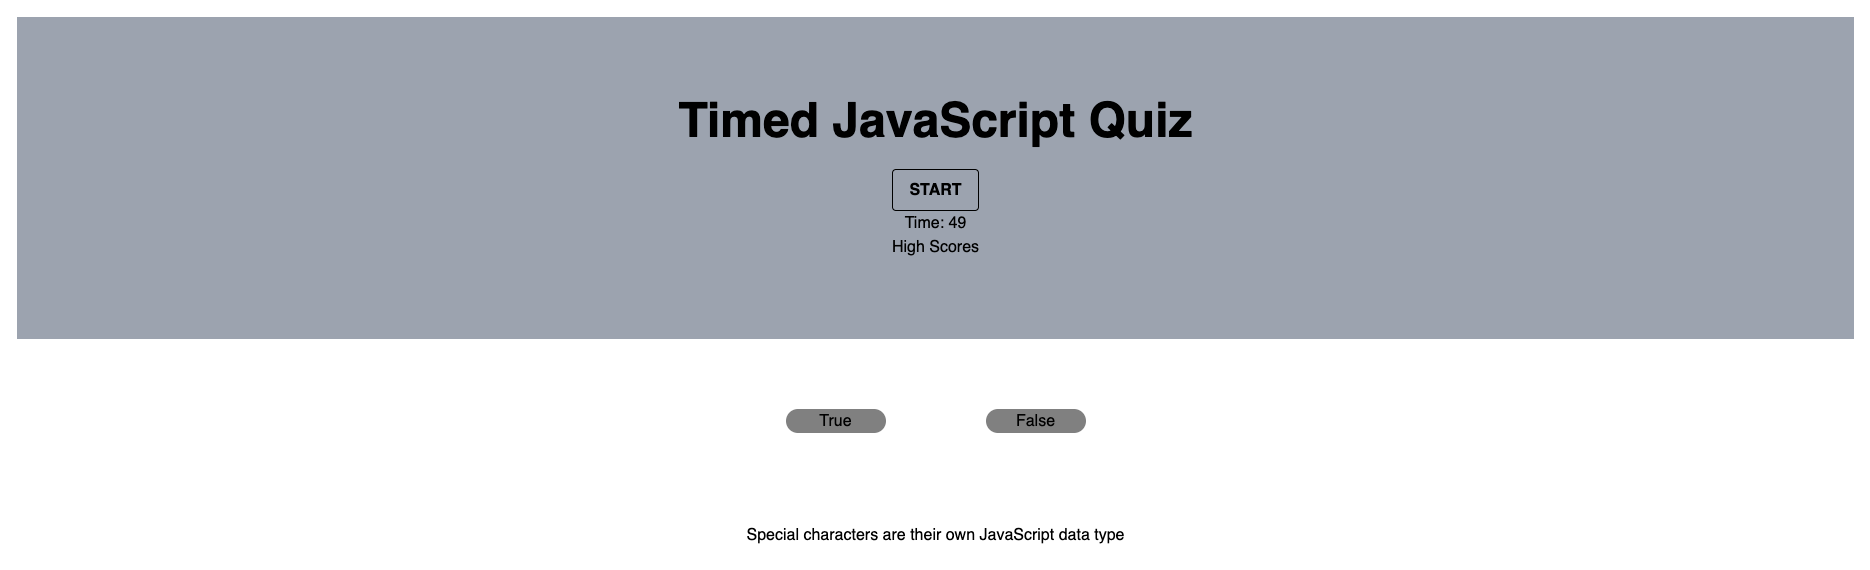 Timed JavaScript Quiz
START
Time: 49
High Scores
True False
Special characters are their own JavaScript data type